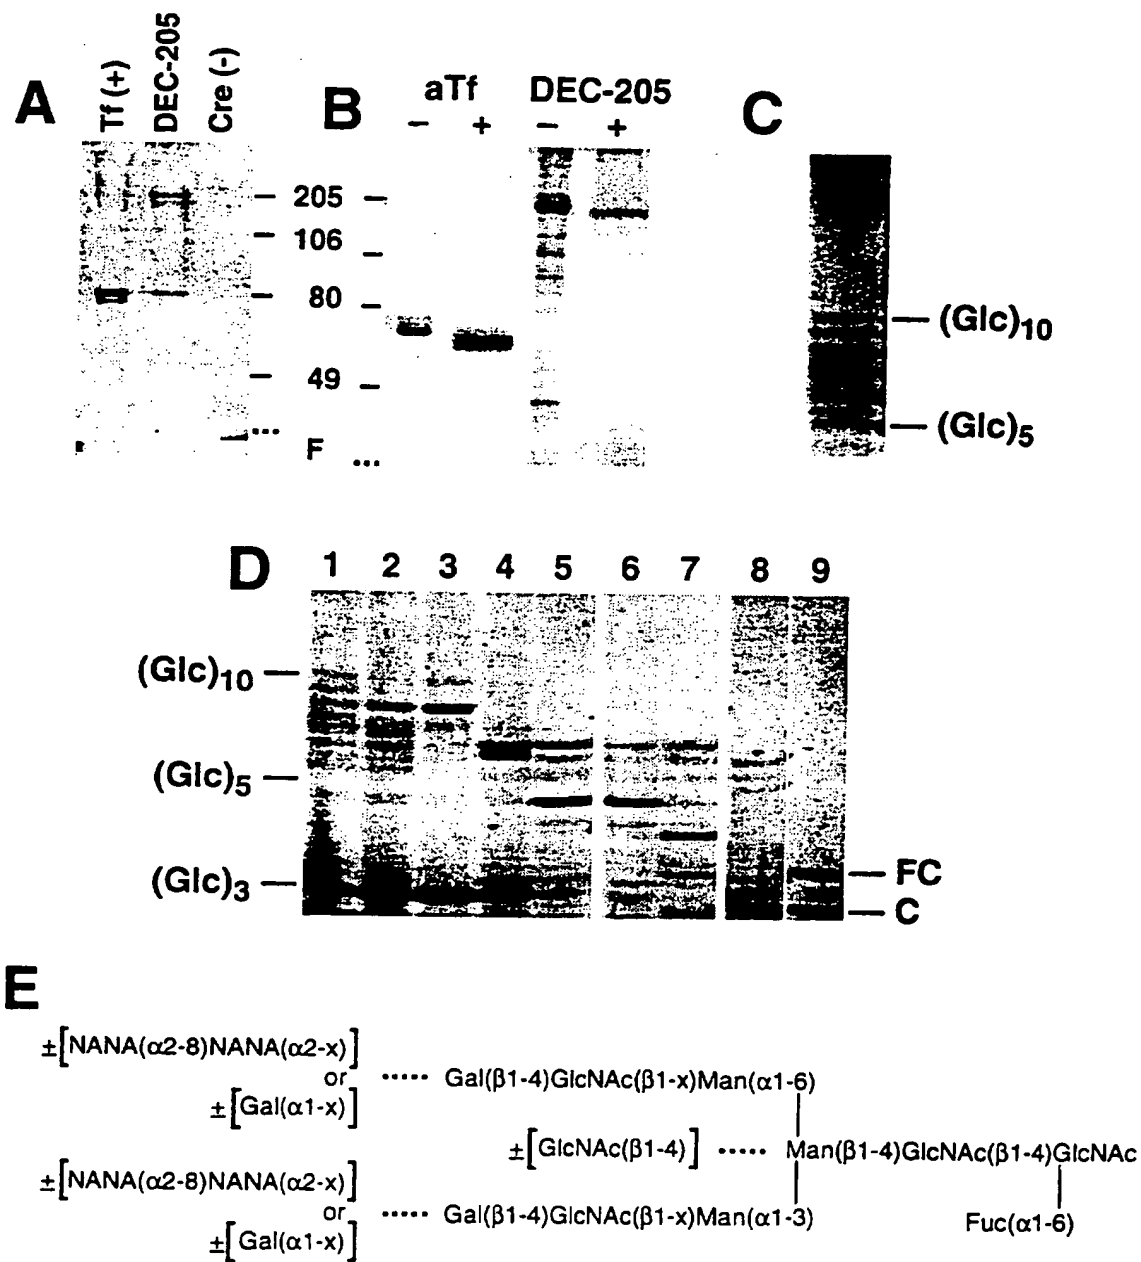 A
Tf (+)
DEC-205
Cre (-)
B
aTf
DEC-205
– + – +
C
205
106
80
49
F
(Glc)10
(Glc)5
D
1 2 3 4 5 6 7 8 9
(Glc)10
(Glc)5
(Glc)3
FC
C
E
±[NANA(α2-8)NANA(α2-x)]
or ····· Gal(β1-4)GlcNAc(β1-x)Man(α1-6)
±[Gal(α1-x)]
±[GlcNAc(β1-4)] ····· Man(β1-4)GlcNAc(β1-4)GlcNAc
±[NANA(α2-8)NANA(α2-x)]
or ····· Gal(β1-4)GlcNAc(β1-x)Man(α1-3)
Fuc(α1-6)
±[Gal(α1-x)]